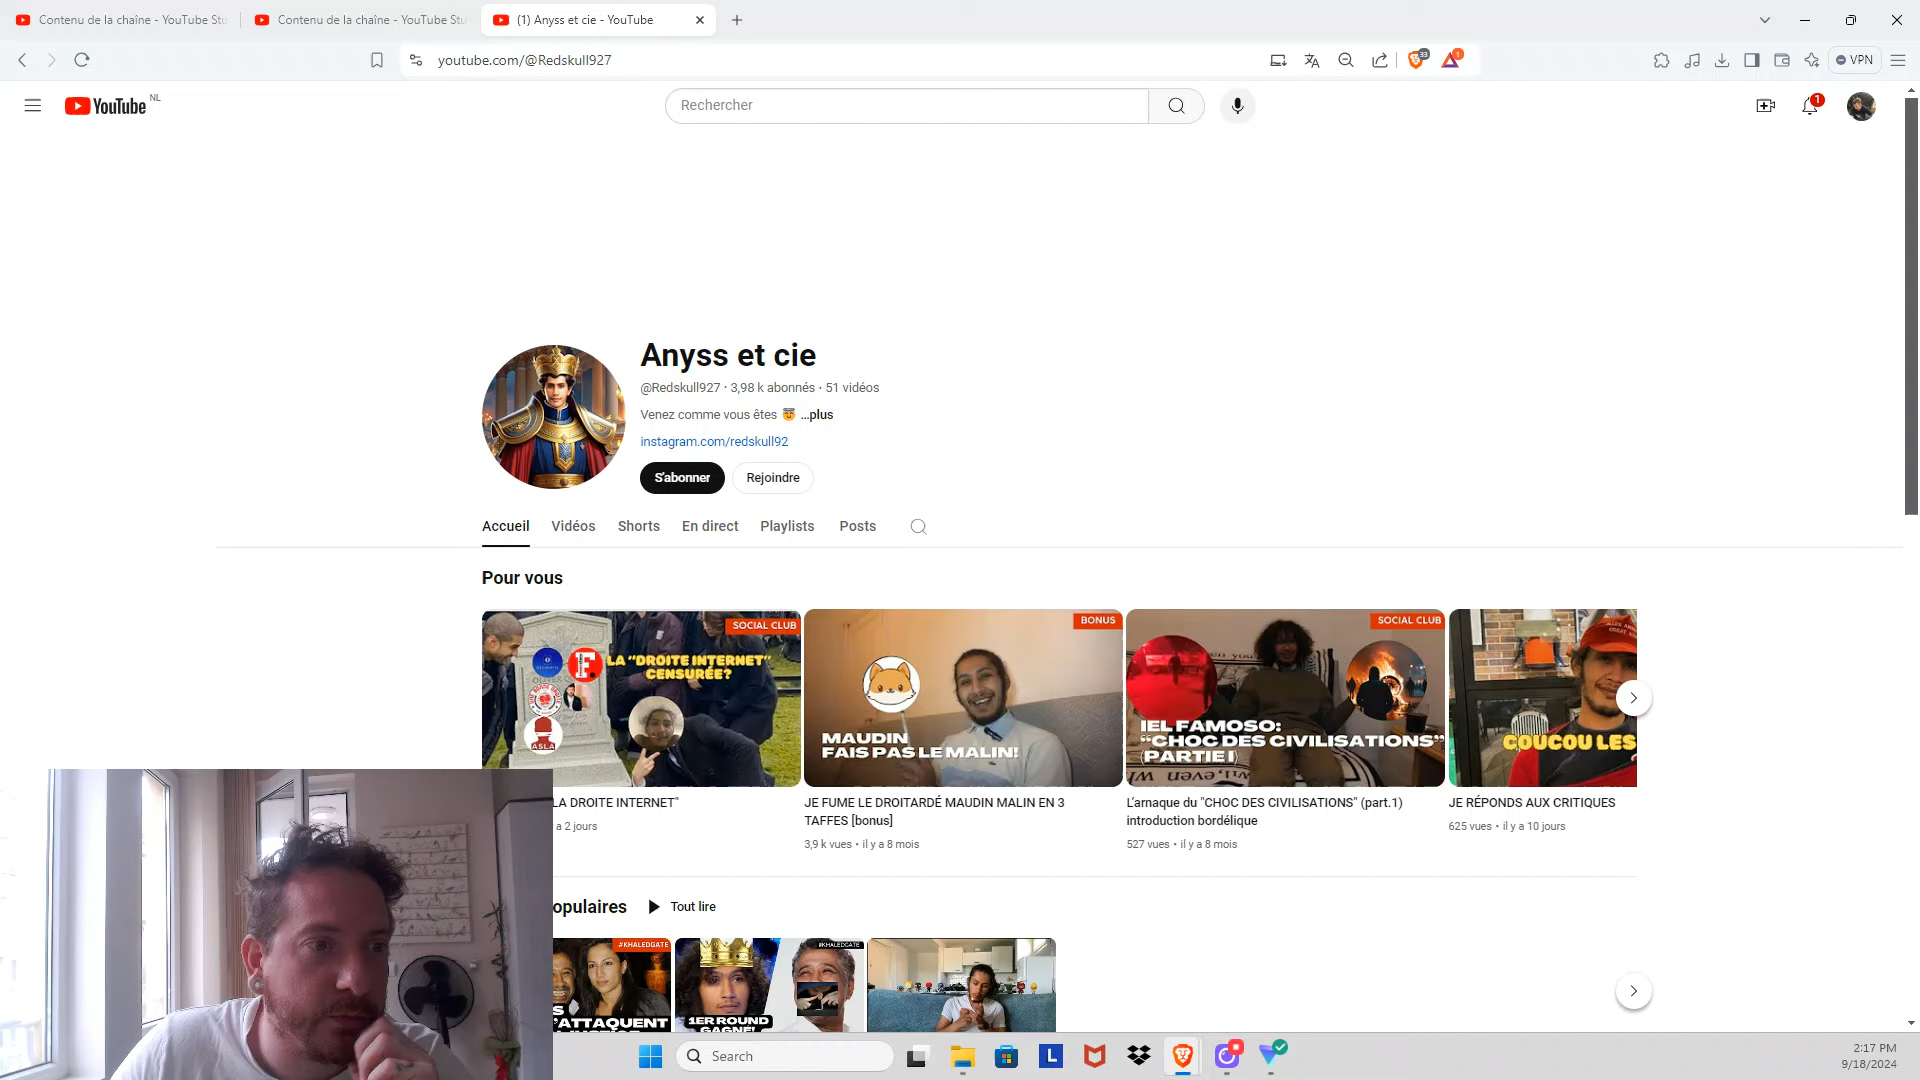 Contenu de la chaîne - YouTube Stu
Contenu de la chaîne - YouTube Stu
(1) Anyss et cie - YouTube
youtube.com/@Redskull927
33
1
VPN
YouTube NL
Rechercher
1
Anyss et cie
@Redskull927 · 3,98 k abonnés · 51 vidéos
Venez comme vous êtes 😇 ...plus
instagram.com/redskull92
S'abonner
Rejoindre
Accueil
Vidéos
Shorts
En direct
Playlists
Posts
Pour vous
SOCIAL CLUB
LA "DROITE INTERNET"
CENSURÉE?
ASLA
BONUS
MAUDIN
FAIS PAS LE MALIN!
SOCIAL CLUB
IEL FAMOSO:
"CHOC DES CIVILISATIONS"
(PARTIE I)
COUCOU LES
LA DROITE INTERNET"
a 2 jours
JE FUME LE DROITARDÉ MAUDIN MALIN EN 3
TAFFES [bonus]
3,9 k vues • il y a 8 mois
L'arnaque du "CHOC DES CIVILISATIONS" (part.1)
introduction bordélique
527 vues • il y a 8 mois
JE RÉPONDS AUX CRITIQUES
625 vues • il y a 10 jours
opulaires
Tout lire
#KHALEDGATE
S
'ATTAQUENT
#KHALEDGATE
1ER ROUND
GAGNÉ!
Search
L
2:17 PM
9/18/2024